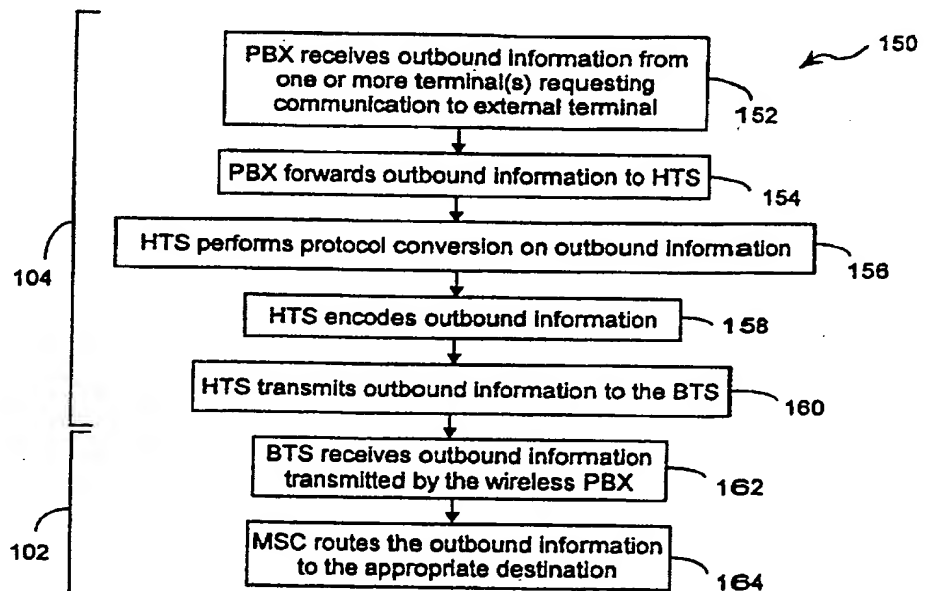 150
PBX receives outbound information from
one or more terminal(s) requesting
communication to external terminal
152
PBX forwards outbound information to HTS
154
HTS performs protocol conversion on outbound information
156
104
HTS encodes outbound information
158
HTS transmits outbound information to the BTS
160
BTS receives outbound information
transmitted by the wireless PBX
162
102
MSC routes the outbound information
to the appropriate destination
164